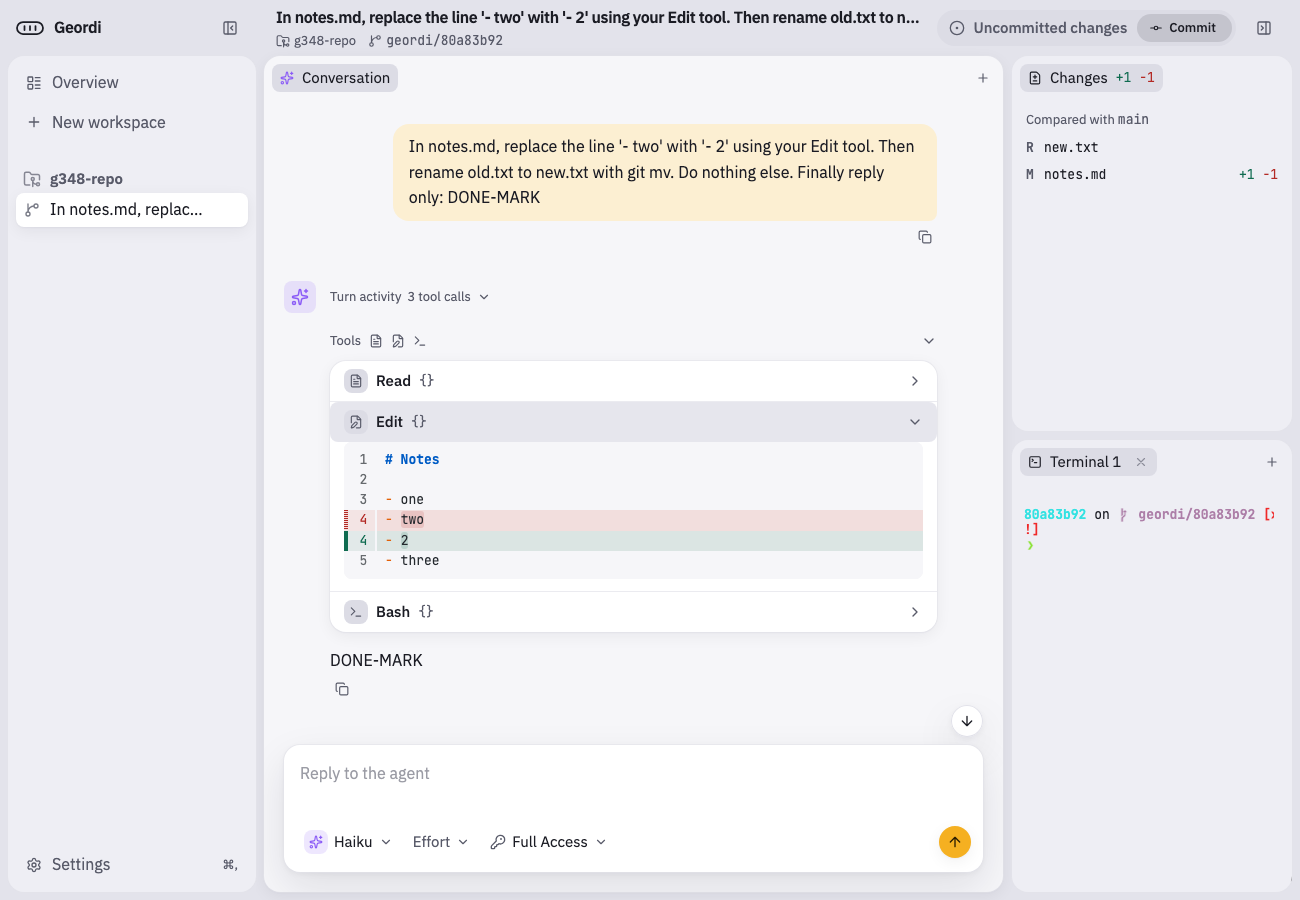 Geordi
In notes.md, replace the line '- two' with '- 2' using your Edit tool. Then rename old.txt to n...
g348-repo geordi/80a83b92
Uncommitted changes
Commit
Overview
New workspace
g348-repo
In notes.md, replac...
Settings
⌘,
Conversation
In notes.md, replace the line '- two' with '- 2' using your Edit tool. Then
rename old.txt to new.txt with git mv. Do nothing else. Finally reply
only: DONE-MARK
Turn activity 3 tool calls
Tools
Read {}
Edit {}
1 # Notes
2
3 - one
4 - two
4 - 2
5 - three
Bash {}
DONE-MARK
Reply to the agent
Haiku Effort Full Access
Changes +1 -1
Compared with main
R new.txt
M notes.md +1 -1
Terminal 1
80a83b92 on geordi/80a83b92 [
!]
❯